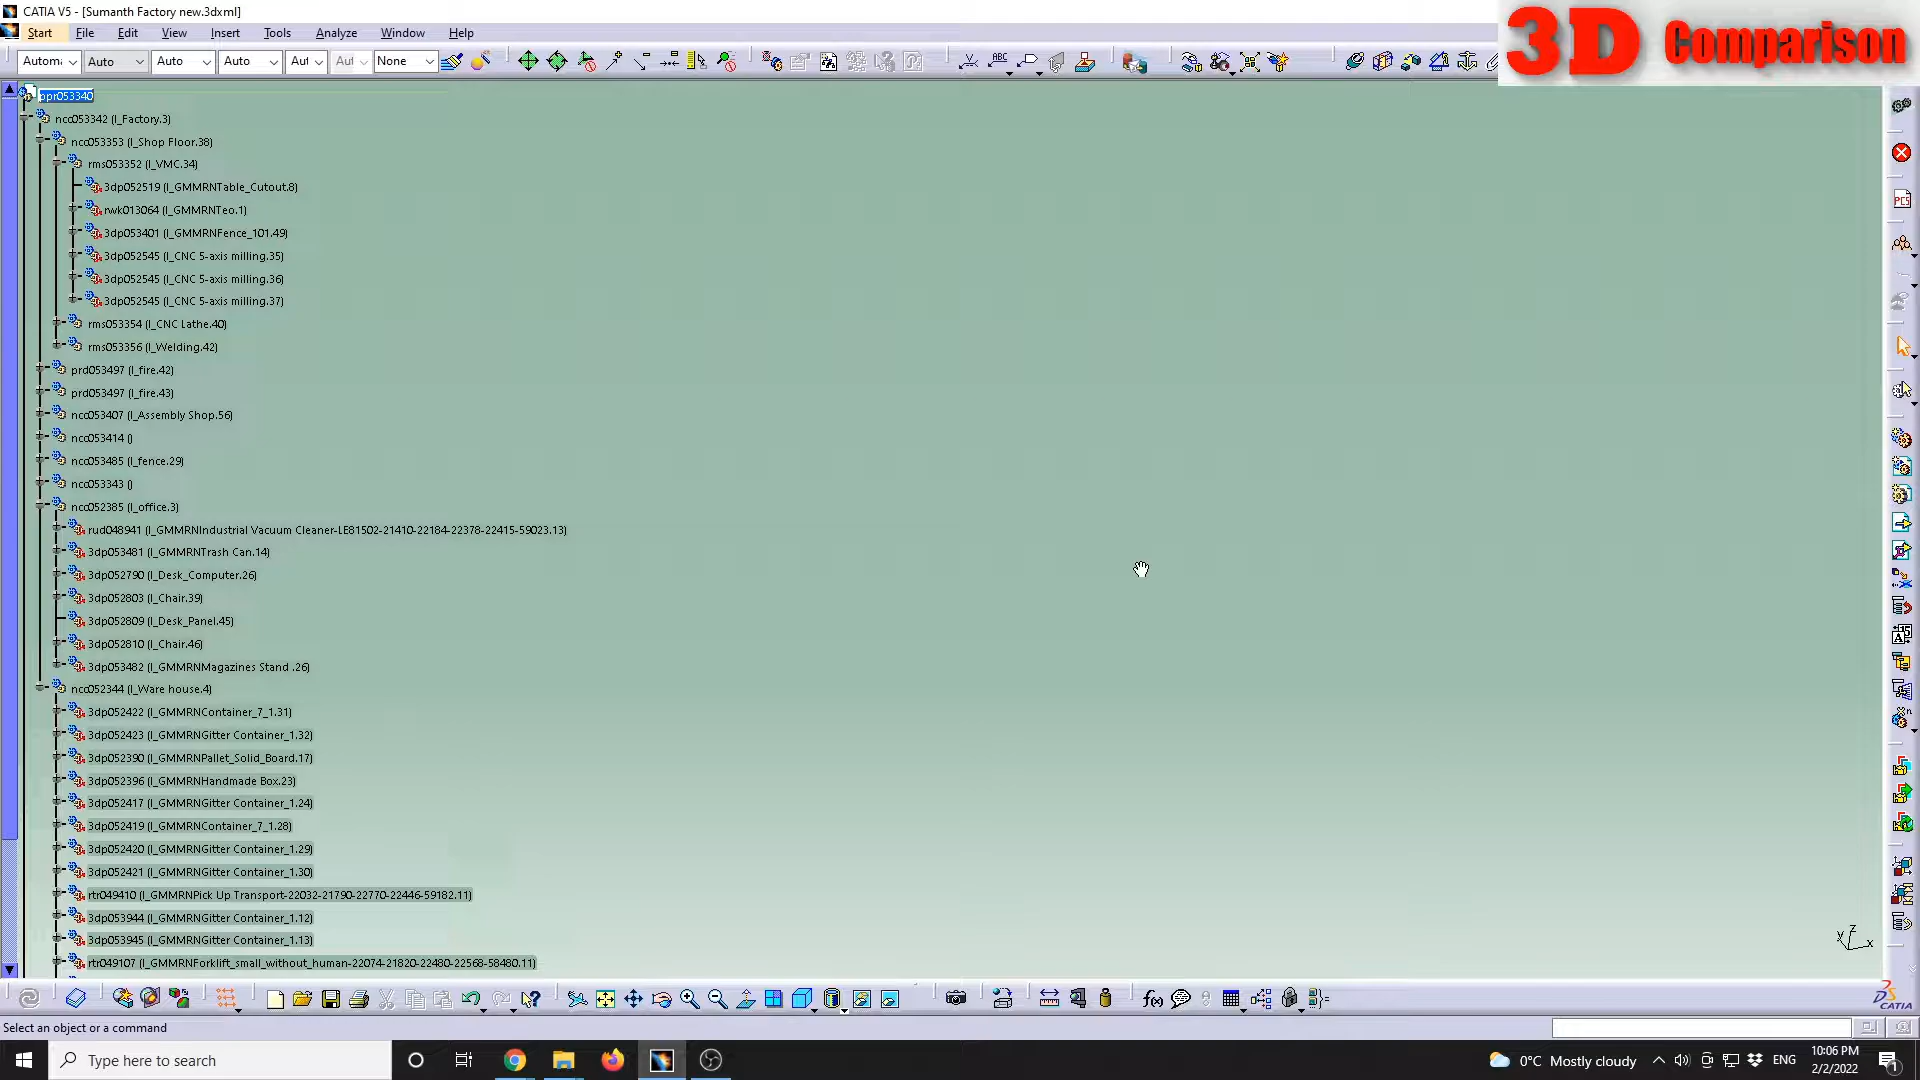 CATIA V5 - [Sumanth Factory new.3dxml]
3D Comparison
Start File Edit View Insert Tools Analyze Window Help
Automa Auto Auto Auto Aut Aut None
ABC
ppr053340
ncc053342 (I_Factory.3)
ncc053353 (I_Shop Floor.38)
rms053352 (I_VMC.34)
3dp052519 (I_GMMRNTable_Cutout.8)
rwk013064 (I_GMMRNTeo.1)
3dp053401 (I_GMMRNFence_101.49)
3dp052545 (I_CNC 5-axis milling.35)
3dp052545 (I_CNC 5-axis milling.36)
3dp052545 (I_CNC 5-axis milling.37)
rms053354 (I_CNC Lathe.40)
rms053356 (I_Welding.42)
prd053497 (I_fire.42)
prd053497 (I_fire.43)
ncc053407 (I_Assembly Shop.56)
ncc053414 ()
ncc053485 (I_fence.29)
ncc053343 ()
ncc052385 (I_office.3)
rud048941 (I_GMMRNIndustrial Vacuum Cleaner-LE81502-21410-22184-22378-22415-59023.13)
3dp053481 (I_GMMRNTrash Can.14)
3dp052790 (I_Desk_Computer.26)
3dp052803 (I_Chair.39)
3dp052809 (I_Desk_Panel.45)
3dp052810 (I_Chair.46)
3dp053482 (I_GMMRNMagazines Stand .26)
ncc052344 (I_Ware house.4)
3dp052422 (I_GMMRNContainer_7_1.31)
3dp052423 (I_GMMRNGitter Container_1.32)
3dp052390 (I_GMMRNPallet_Solid_Board.17)
3dp052396 (I_GMMRNHandmade Box.23)
3dp052417 (I_GMMRNGitter Container_1.24)
3dp052419 (I_GMMRNContainer_7_1.28)
3dp052420 (I_GMMRNGitter Container_1.29)
3dp052421 (I_GMMRNGitter Container_1.30)
rtr049410 (I_GMMRNPick Up Transport-22032-21790-22770-22446-59182.11)
3dp053944 (I_GMMRNGitter Container_1.12)
3dp053945 (I_GMMRNGitter Container_1.13)
rtr049107 (I_GMMRNForklift_small_without_human-22074-21820-22480-22568-58480.11)
PCS
y z x
f(x)
CATIA
Select an object or a command
Type here to search
0°C Mostly cloudy
ENG
10:06 PM
2/2/2022
1